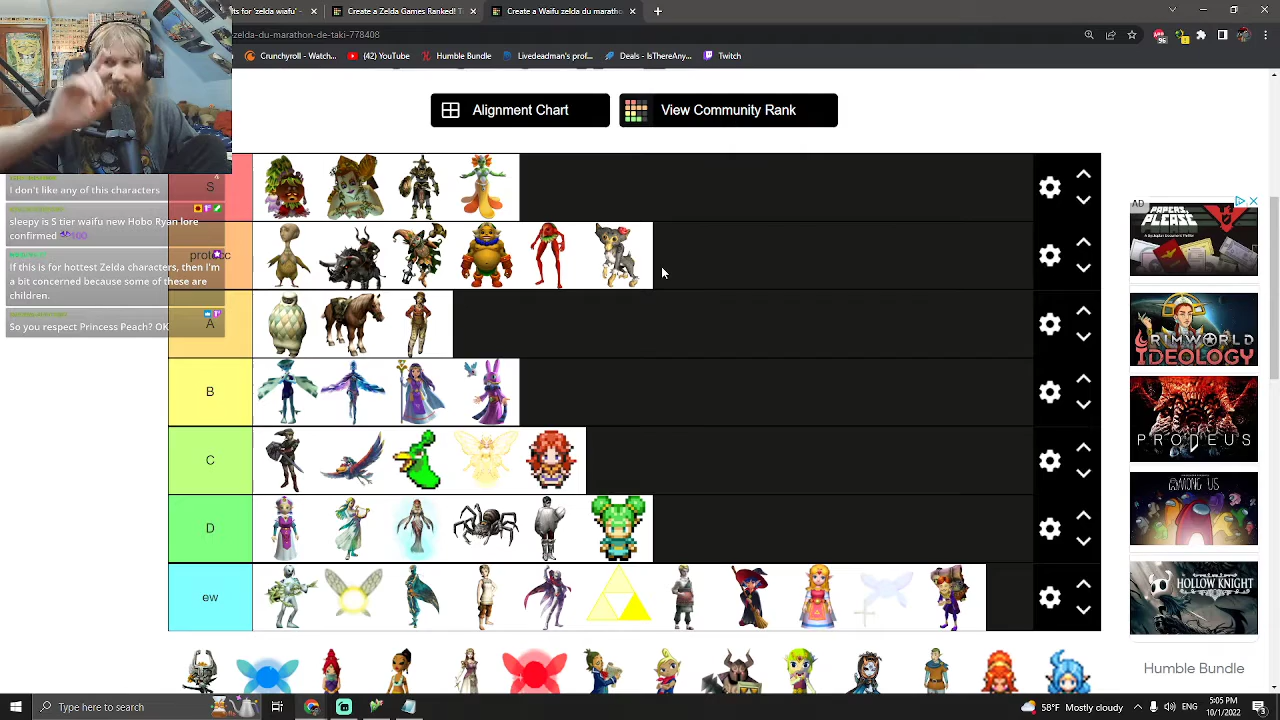 s for waifu zelda
Create a Zelda Games Ranked! T
Create a Waifu zelda du marathon
zelda-du-marathon-de-taki-778408
Crunchyroll - Watch...
(42) YouTube
Humble Bundle
Livedeadman's prof...
Deals - IsThereAnyi...
Twitch
Alignment Chart
View Community Rank
I don't like any of this characters
sleepy is S tier waifu new Hobo Ryan lore
confirmed 100
If this is for hottest Zelda characters, then I'm
a bit concerned because some of these are
children.
So you respect Princess Peach? OK
S
protecc
A
B
C
D
ew
AD
PAPERS,
PLEASE
RIMWORLD
IDEOLOGY
PRODEUS
AMONG US
HOLLOW KNIGHT
Humble Bundle
Type here to search
58°F Mostly cloudy
5:05 PM
10/1/2022